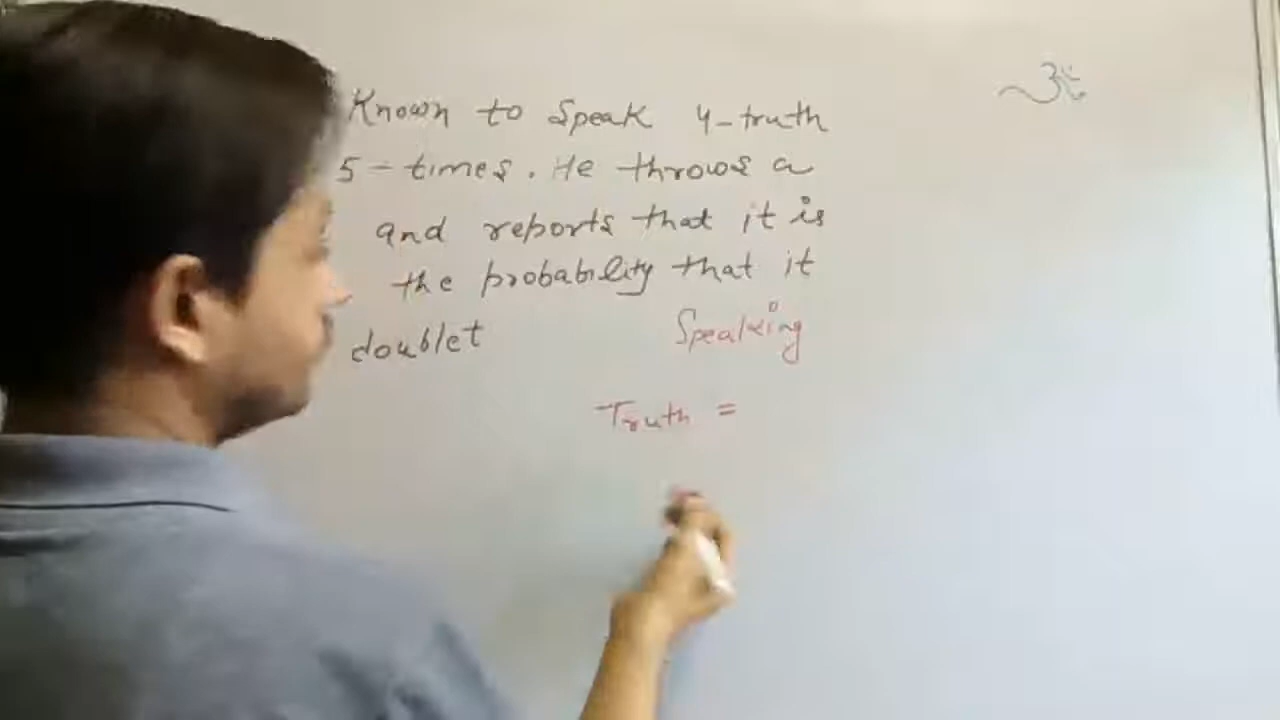 Known to Speak 4-truth
5-times. He throws a
and reports that it is
the probability that it
doublet
Speaking
Truth =